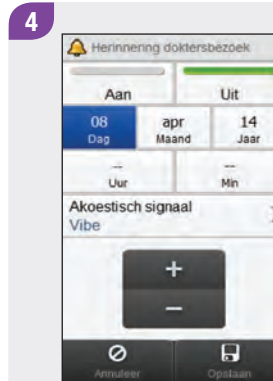 4
Herinnering doktersbezoek
Aan Uit
08 apr 14
Dag Maand Jaar
-- --
Uur Min
Akoestisch signaal
Vibe
+
–
Annuleer Opslaan